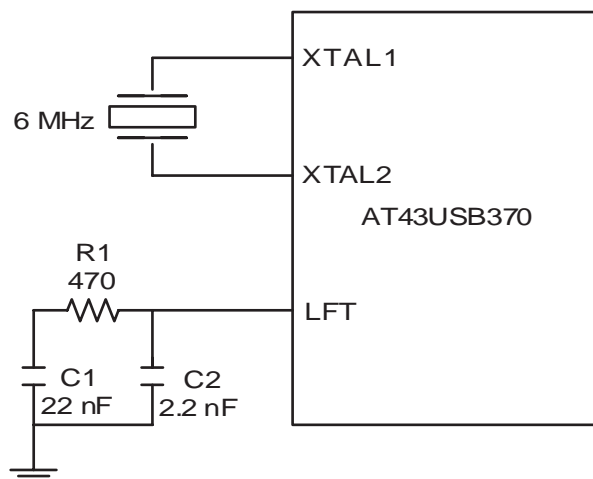 XTAL1
6 MHz
XTAL2
AT43USB370
R1
470
LFT
C1
22 nF
C2
2.2 nF